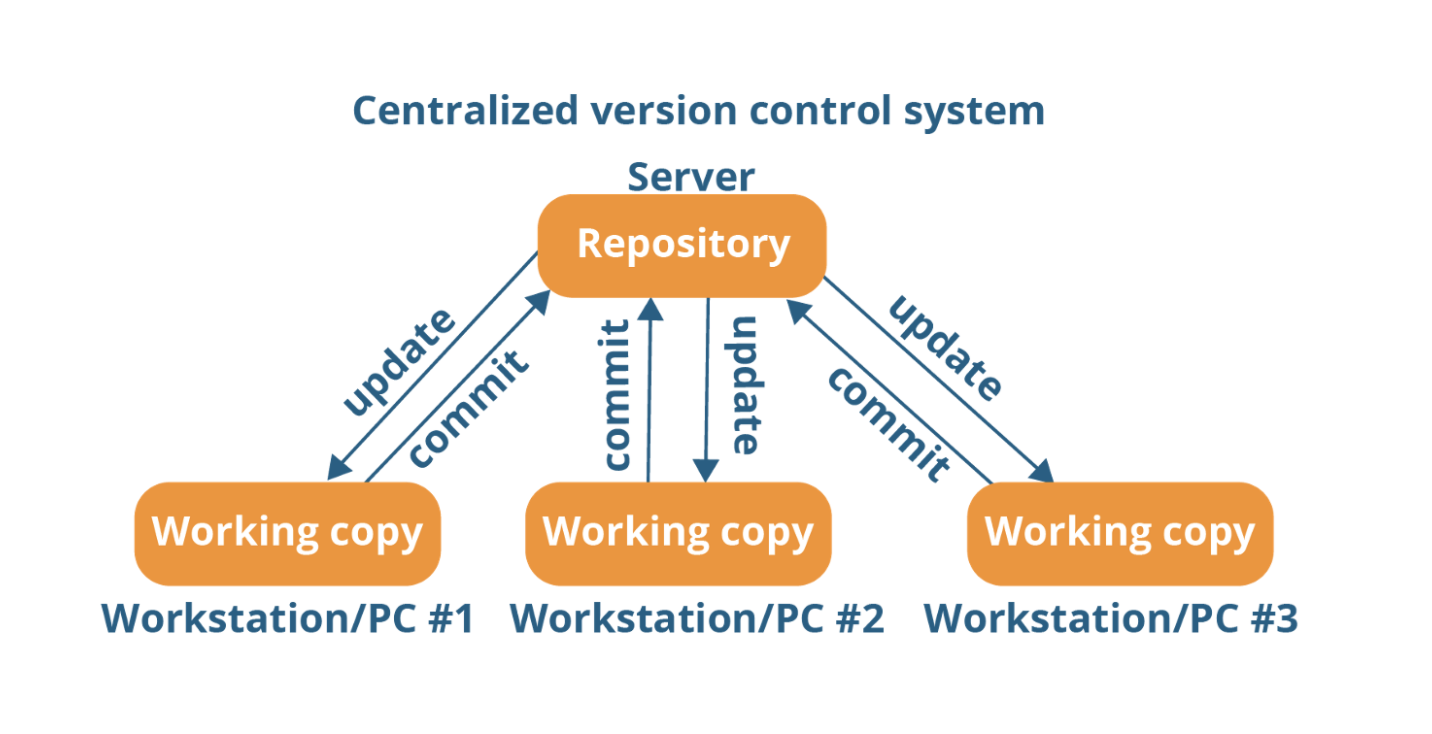 Centralized version control system
Server
Repository
update
commit
commit
update
update
commit
Working copy
Working copy
Working copy
Workstation/PC #1
Workstation/PC #2
Workstation/PC #3